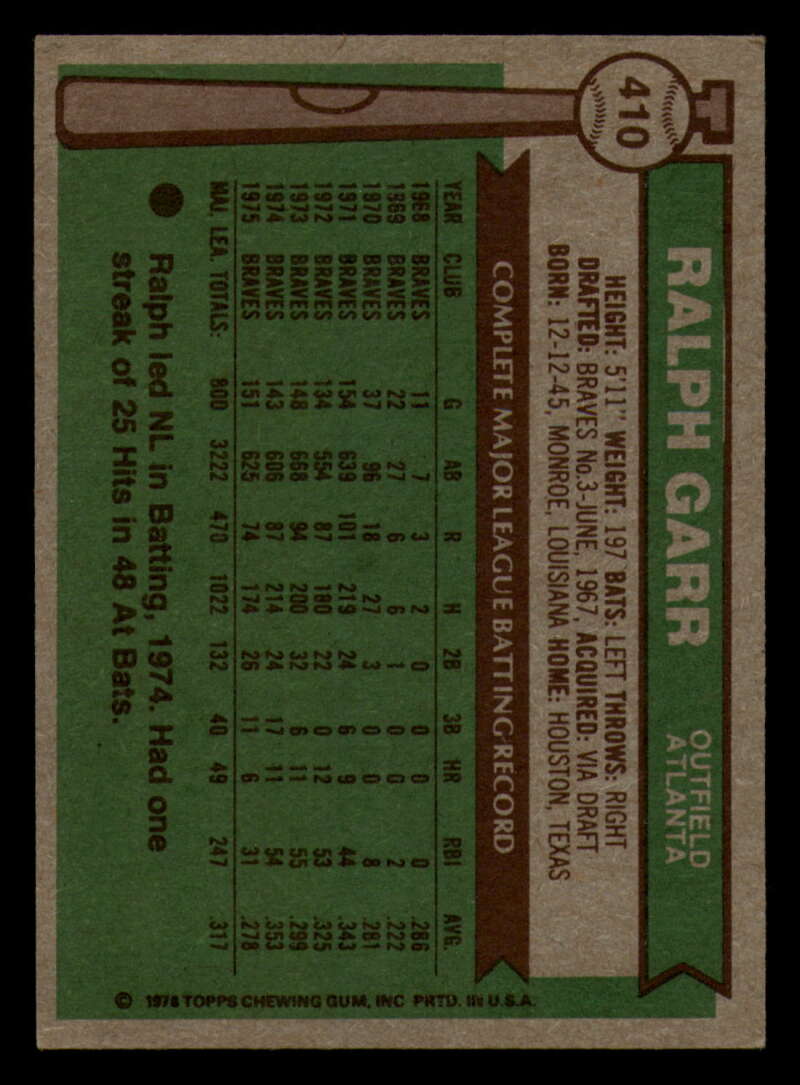 410
RALPH GARR
OUTFIELD
ATLANTA
HEIGHT: 5'11" WEIGHT: 197 BATS: LEFT THROWS: RIGHT
DRAFTED: BRAVES No.3-JUNE, 1967, ACQUIRED: VIA DRAFT
BORN: 12-12-45, MONROE, LOUISIANA HOME: HOUSTON, TEXAS
COMPLETE MAJOR LEAGUE BATTING RECORD
YEAR CLUB G AB R H 2B 3B HR RBI AVG.
1968 BRAVES 11 7 3 2 0 0 0 0 .286
1969 BRAVES 22 27 6 6 1 0 0 2 .222
1970 BRAVES 37 96 18 27 3 0 0 8 .281
1971 BRAVES 154 639 101 219 24 6 9 44 .343
1972 BRAVES 134 554 87 180 22 0 12 53 .325
1973 BRAVES 148 668 94 200 32 6 11 55 .299
1974 BRAVES 143 606 87 214 24 17 11 54 .353
1975 BRAVES 151 625 74 174 26 11 6 31 .278
MAJ. LEA. TOTALS: 800 3222 470 1022 132 40 49 247 .317
Ralph led NL in Batting, 1974. Had one
streak of 25 Hits in 48 At Bats.
© 1976 TOPPS CHEWING GUM, INC PRTD. IN U.S.A.